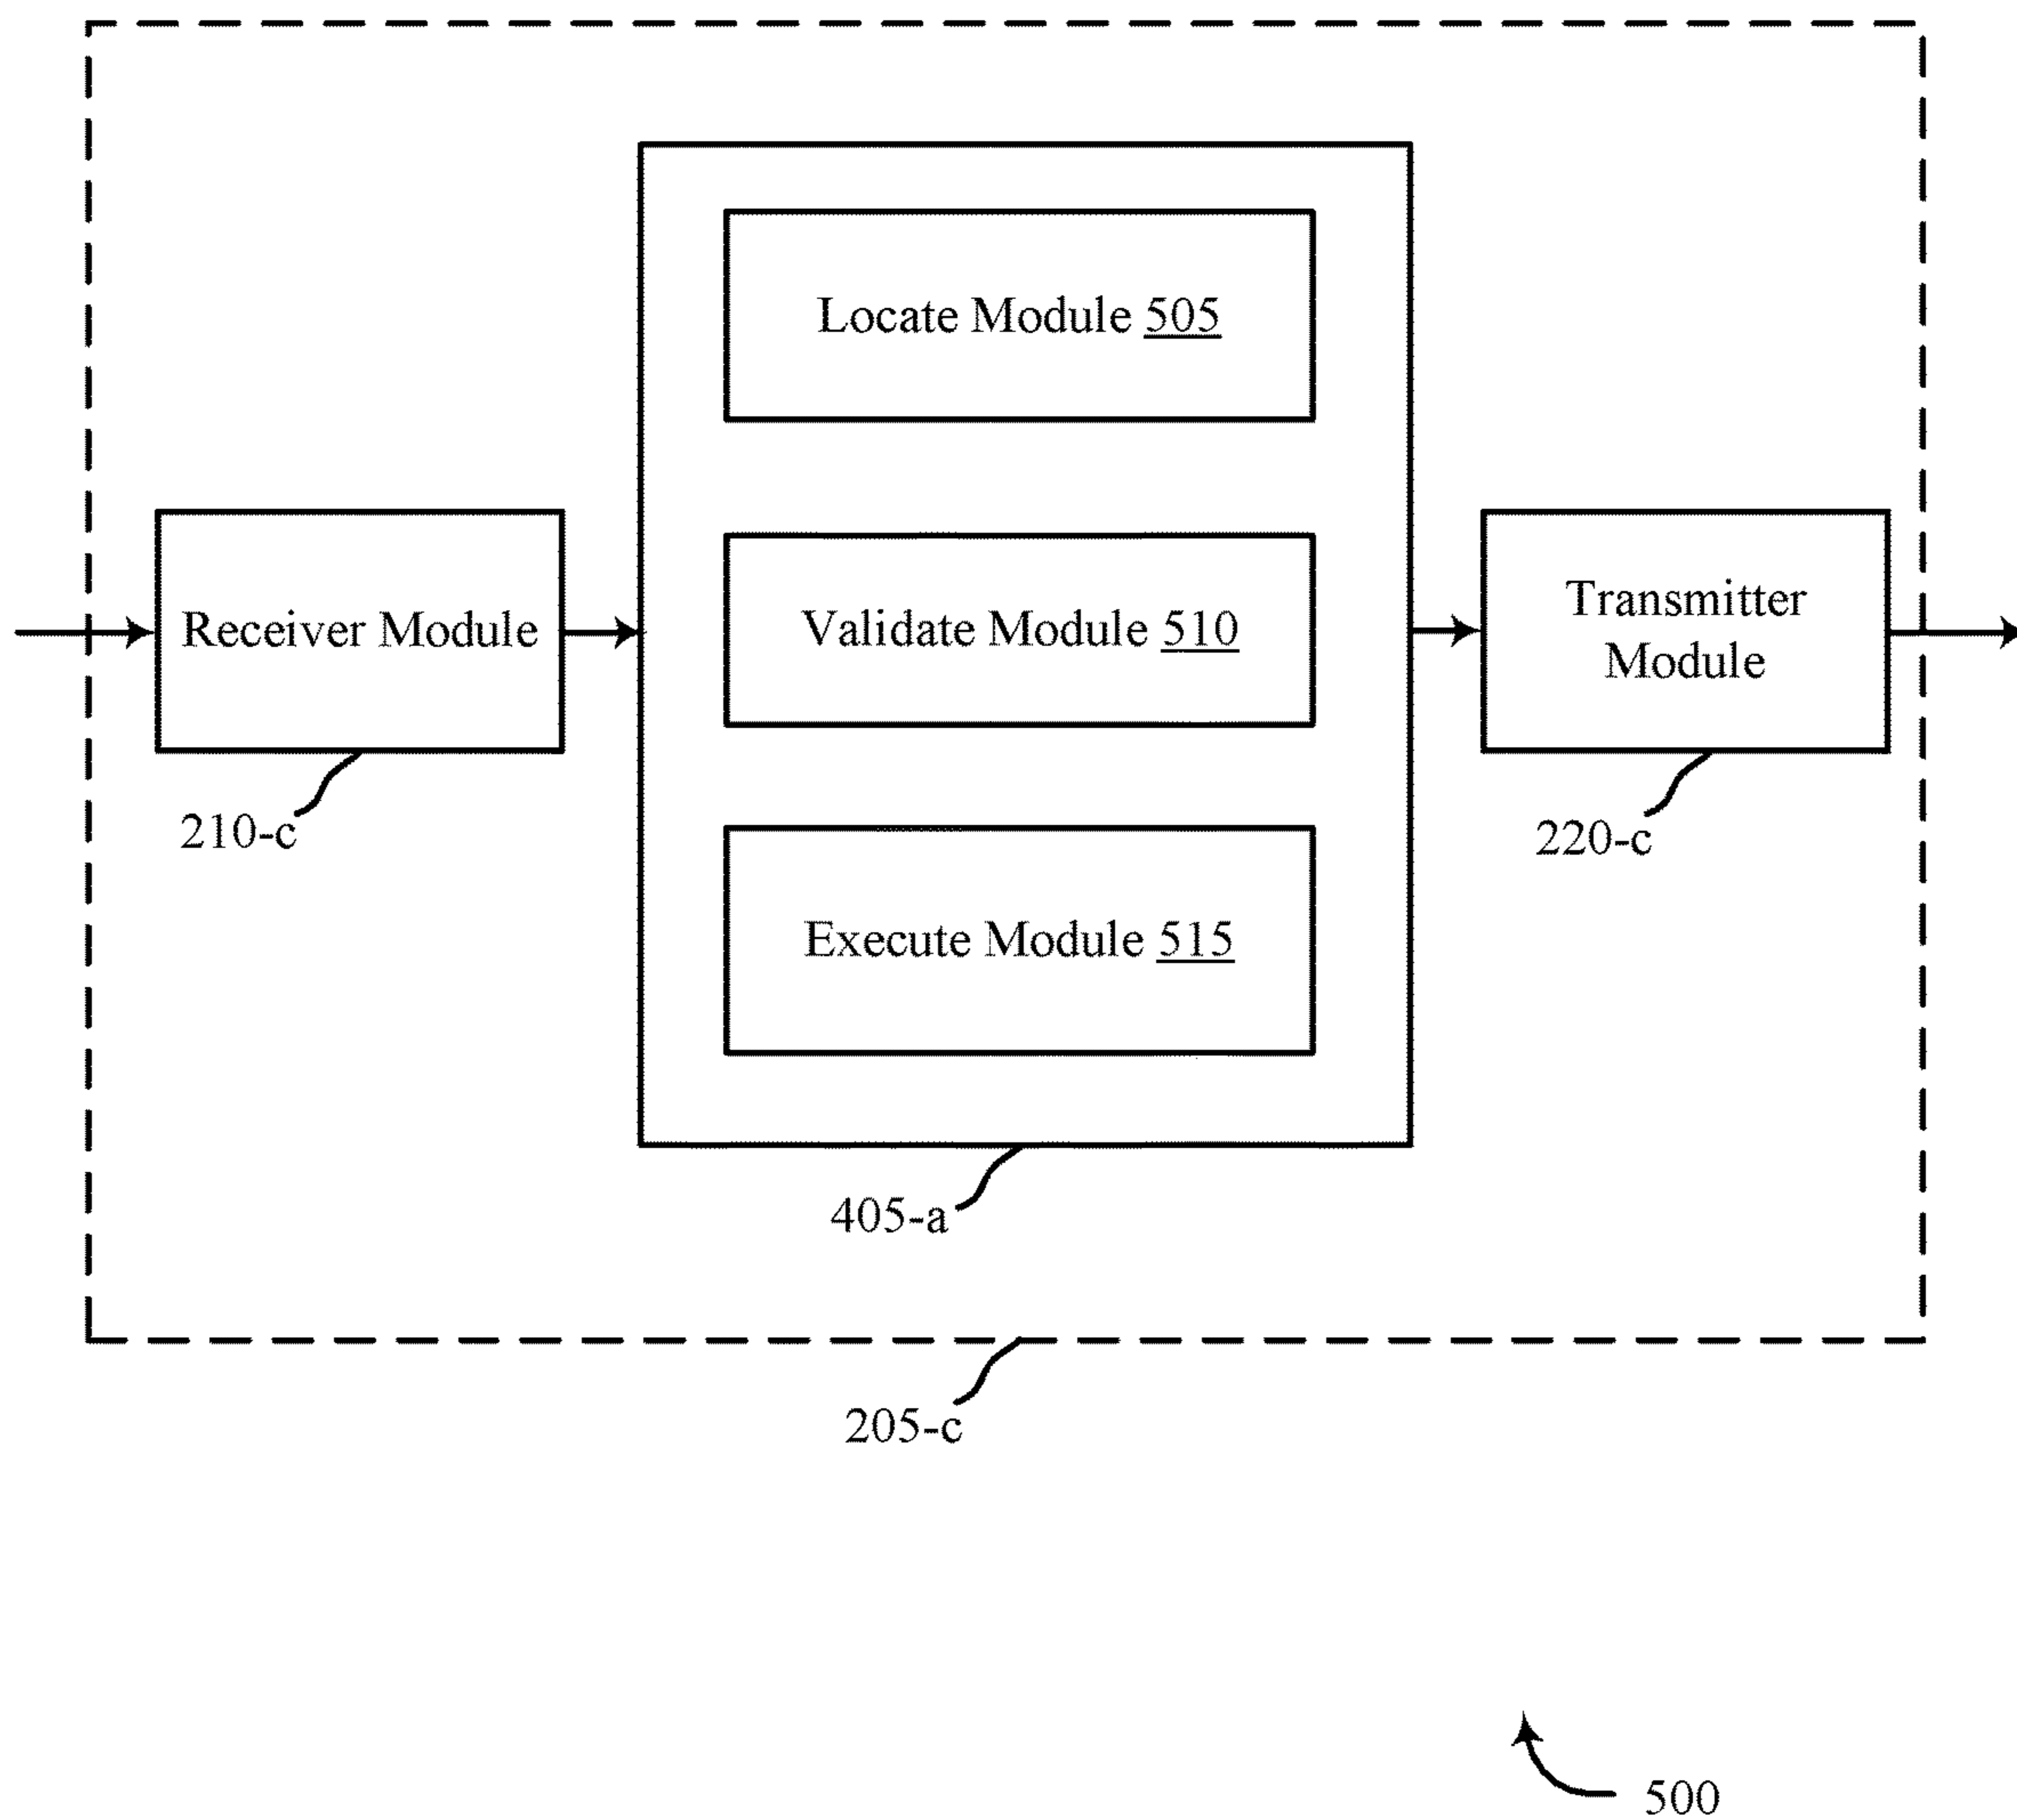 Locate Module 505
Receiver Module
Validate Module 510
Transmitter
Module
210-c
220-c
Execute Module 515
405-a
205-c
500